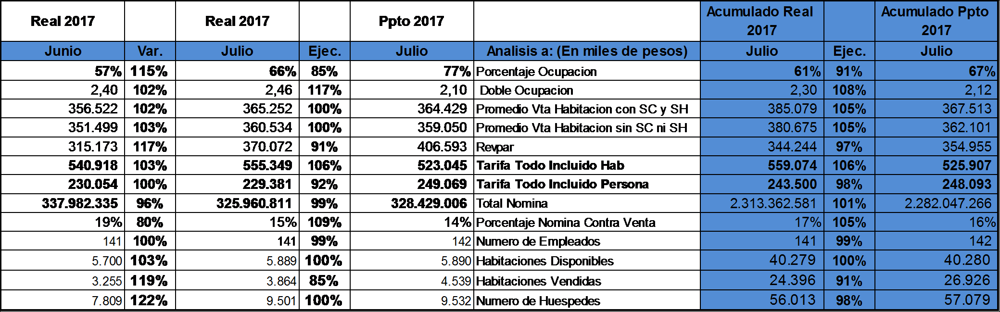 Real 2017 Real 2017 Ppto 2017 Acumulado Real 2017 Acumulado Ppto 2017
Junio Var. Julio Ejec. Julio Analisis a: (En miles de pesos) Julio Ejec. Julio
57% 115% 66% 85% 77% Porcentaje Ocupacion 61% 91% 67%
2,40 102% 2,46 117% 2,10 Doble Ocupacion 2,30 108% 2,12
356.522 102% 365.252 100% 364.429 Promedio Vta Habitacion con SC y SH 385.079 105% 367.513
351.499 103% 360.534 100% 359.050 Promedio Vta Habitacion sin SC ni SH 380.675 105% 362.101
315.173 117% 370.072 91% 406.593 Revpar 344.244 97% 354.955
540.918 103% 555.349 106% 523.045 Tarifa Todo Incluido Hab 559.074 106% 525.907
230.054 100% 229.381 92% 249.069 Tarifa Todo Incluido Persona 243.500 98% 248.093
337.982.335 96% 325.960.811 99% 328.429.006 Total Nomina 2.313.362.581 101% 2.282.047.266
19% 80% 15% 109% 14% Porcentaje Nomina Contra Venta 17% 105% 16%
141 100% 141 99% 142 Numero de Empleados 141 99% 142
5.700 103% 5.889 100% 5.890 Habitaciones Disponibles 40.279 100% 40.280
3.255 119% 3.864 85% 4.539 Habitaciones Vendidas 24.396 91% 26.926
7.809 122% 9.501 100% 9.532 Numero de Huespedes 56.013 98% 57.079